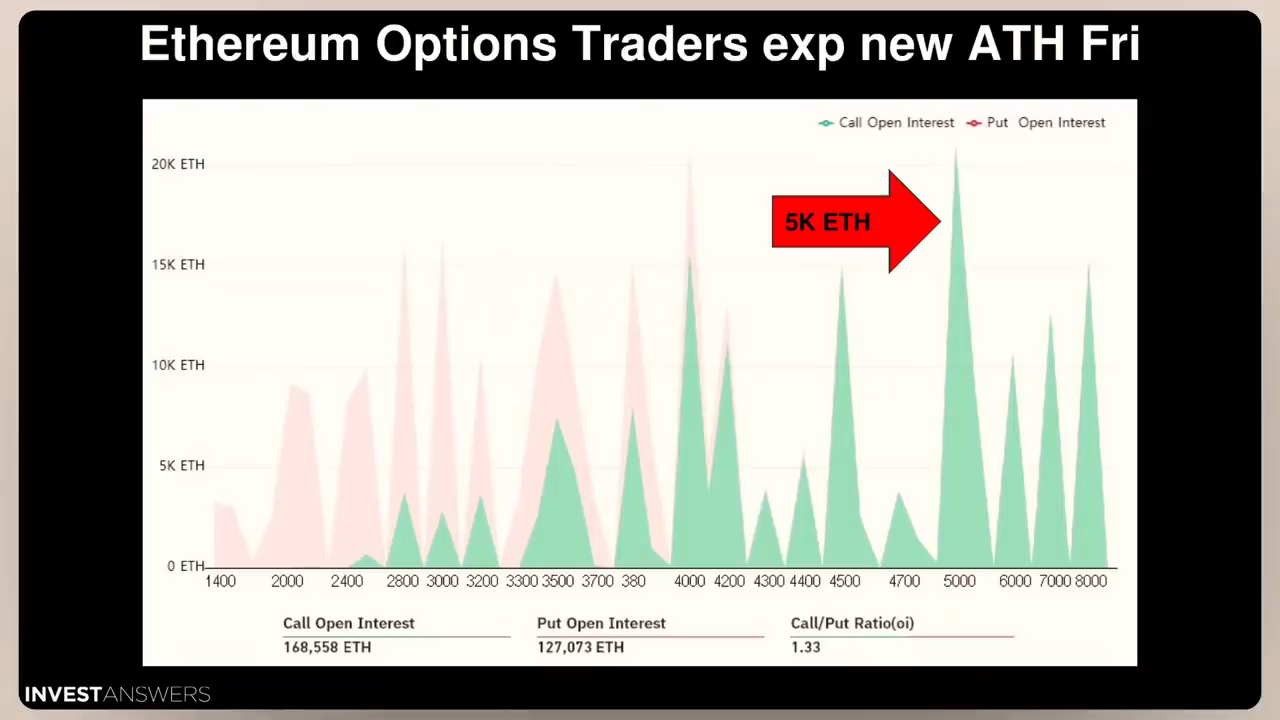 Ethereum Options Traders exp new ATH Fri
Call Open Interest Put Open Interest
20K ETH
5K ETH
15K ETH
10K ETH
5K ETH
0 ETH
1400 2000 2400 2800 3000 3200 3300 3500 3700 380 4000 4200 4300 4400 4500 4700 5000 6000 7000 8000
Call Open Interest Put Open Interest Call/Put Ratio(oi)
168,558 ETH 127,073 ETH 1.33
INVESTANSWERS